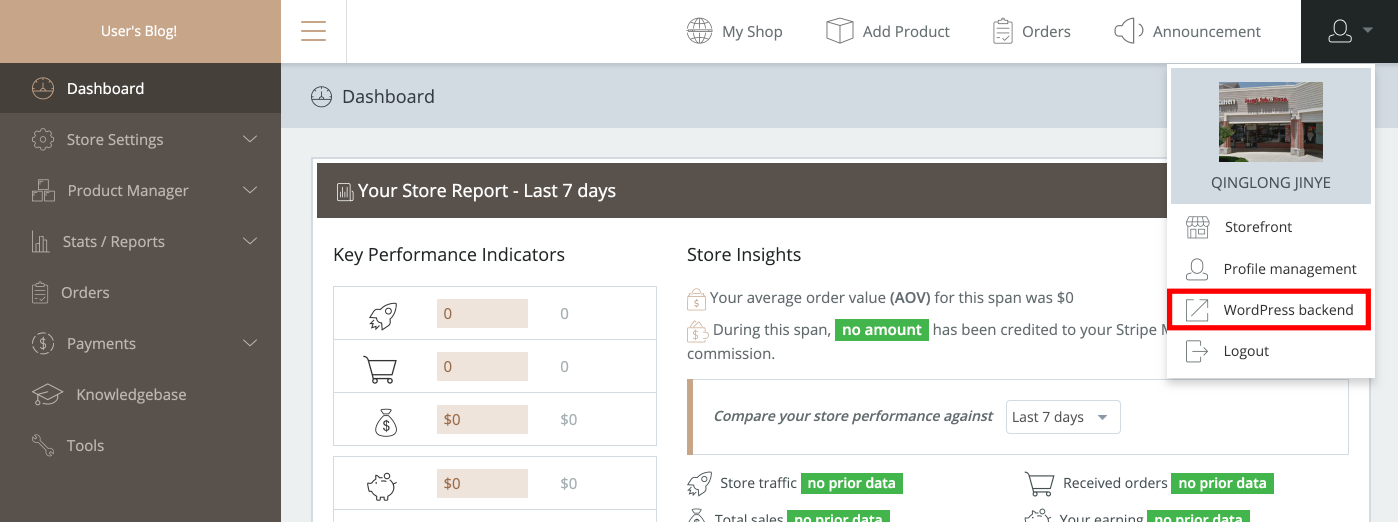 User's Blog!
My Shop
Add Product
Orders
Announcement
Dashboard
Store Settings
Product Manager
Stats / Reports
Orders
Payments
Knowledgebase
Tools
Dashboard
QINGLONG JINYE
Storefront
Profile management
WordPress backend
Logout
Your Store Report - Last 7 days
Key Performance Indicators
0 0
0 0
$0 $0
$0 $0
Store Insights
Your average order value (AOV) for this span was $0
During this span, no amount has been credited to your Stripe
commission.
Compare your store performance against Last 7 days
Store traffic no prior data
Received orders no prior data
Total sales no prior data
Your earning no prior data